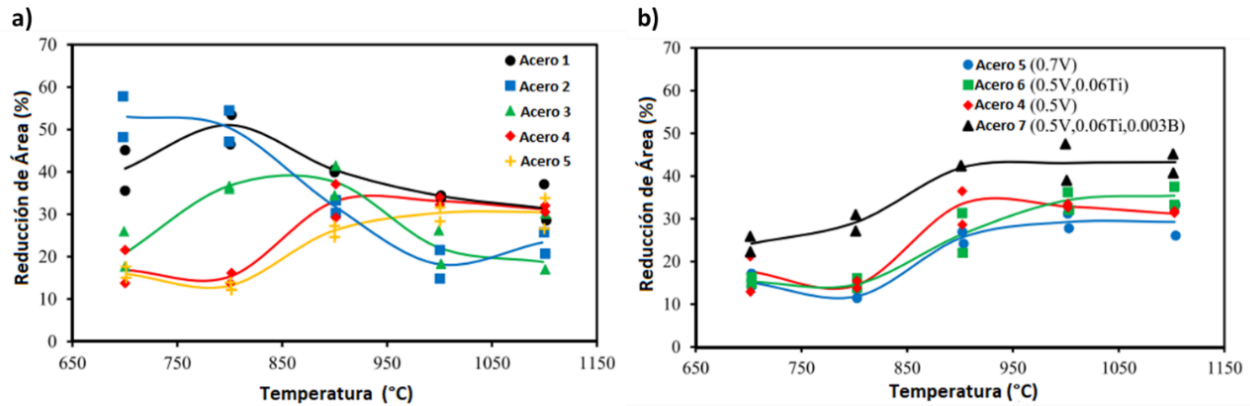 a)
70
60
50
40
30
20
10
0
Reducción de Área (%)
Acero 1
Acero 2
Acero 3
Acero 4
Acero 5
650 750 850 950 1050 1150
Temperatura (°C)
b)
70
60
50
40
30
20
10
0
Reducción de Área (%)
Acero 5 (0.7V)
Acero 6 (0.5V,0.06Ti)
Acero 4 (0.5V)
Acero 7 (0.5V,0.06Ti,0.003B)
650 750 850 950 1050 1150
Temperatura (°C)